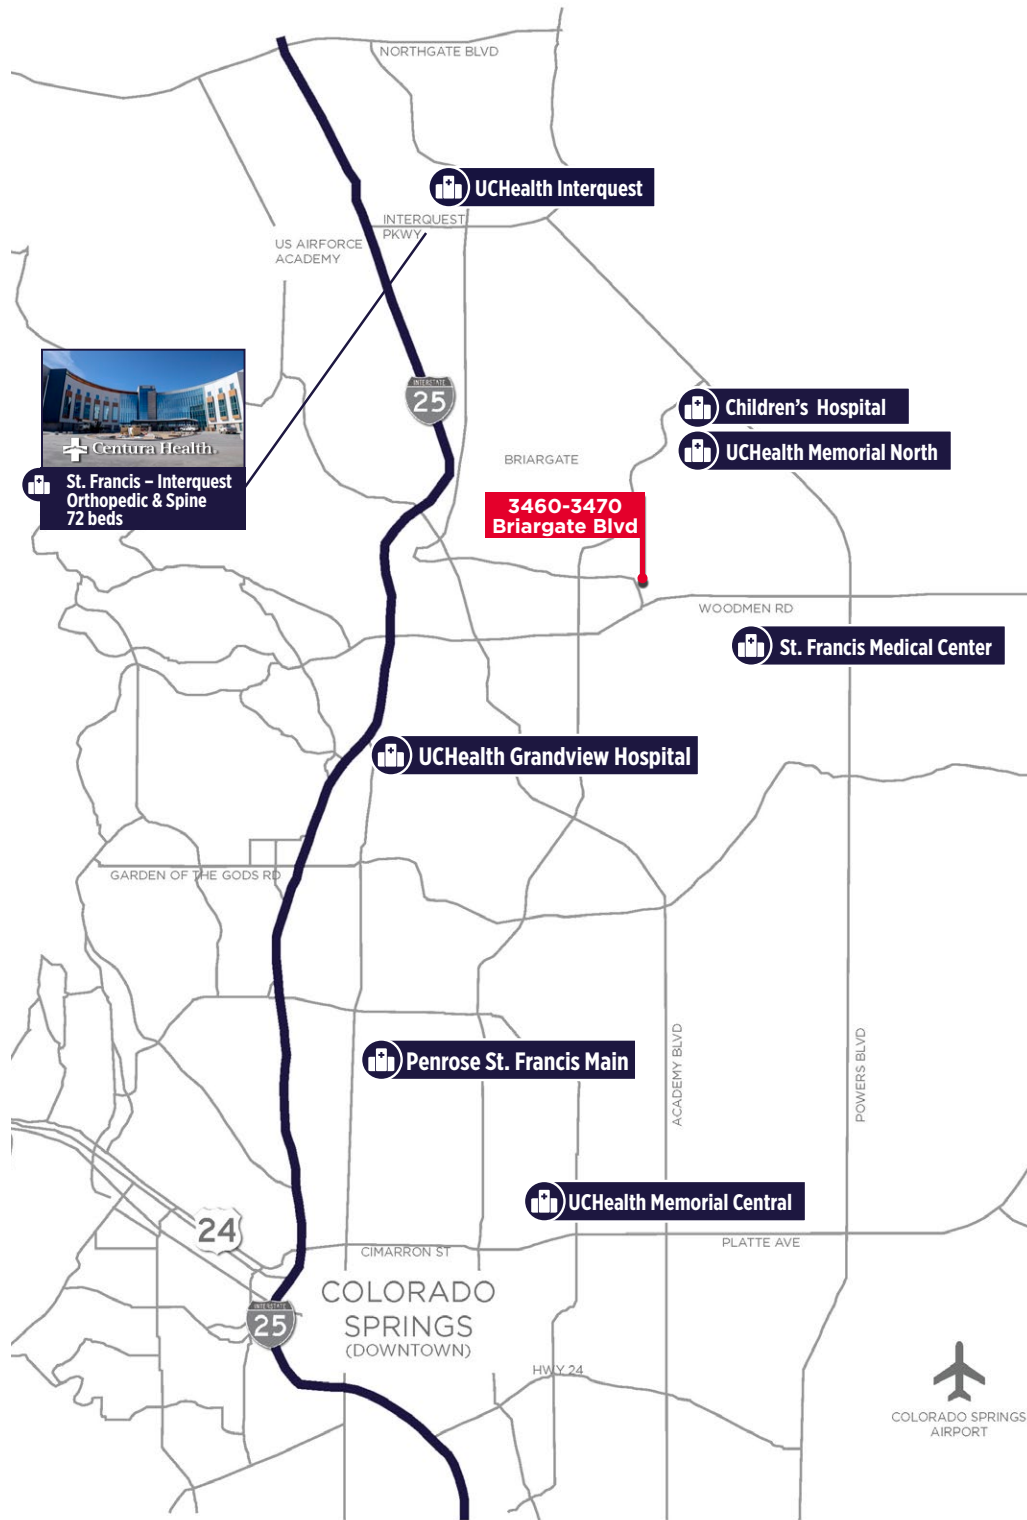 NORTHGATE BLVD
UCHealth Interquest
INTERQUEST
PKWY
US AIRFORCE
ACADEMY
Centura Health
St. Francis – Interquest
Orthopedic & Spine
72 beds
INTERSTATE
25
Children's Hospital
UCHealth Memorial North
BRIARGATE
3460-3470
Briargate Blvd
WOODMEN RD
St. Francis Medical Center
UCHealth Grandview Hospital
GARDEN OF THE GODS RD
Penrose St. Francis Main
ACADEMY BLVD
POWERS BLVD
UCHealth Memorial Central
24
CIMARRON ST
PLATTE AVE
COLORADO
SPRINGS
(DOWNTOWN)
INTERSTATE
25
HWY 24
COLORADO SPRINGS
AIRPORT